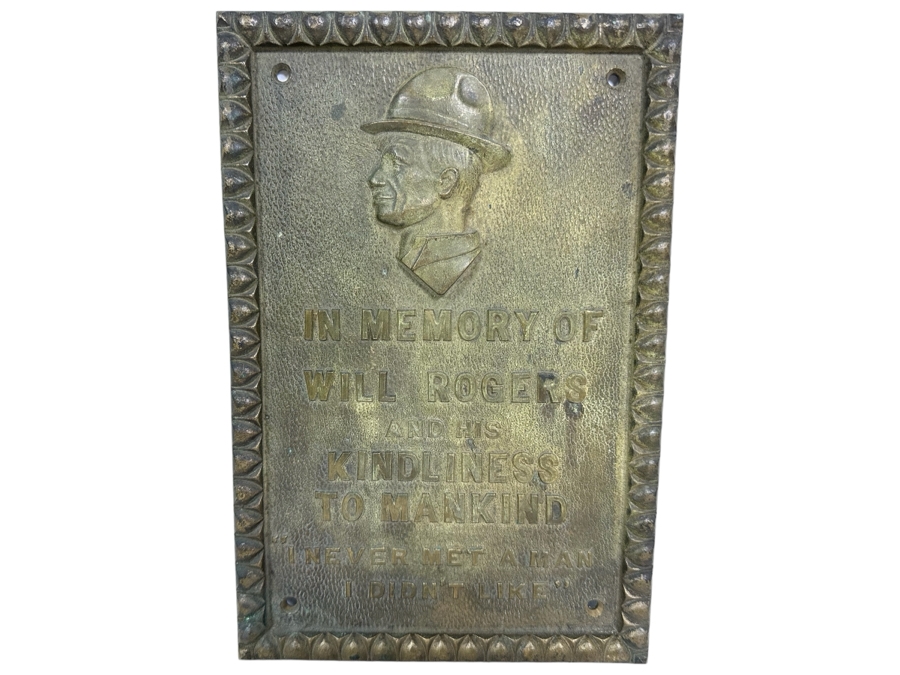 IN MEMORY OF
WILL ROGERS
AND HIS
KINDLINESS
TO MANKIND
"I NEVER MET A MAN
I DIDN'T LIKE"